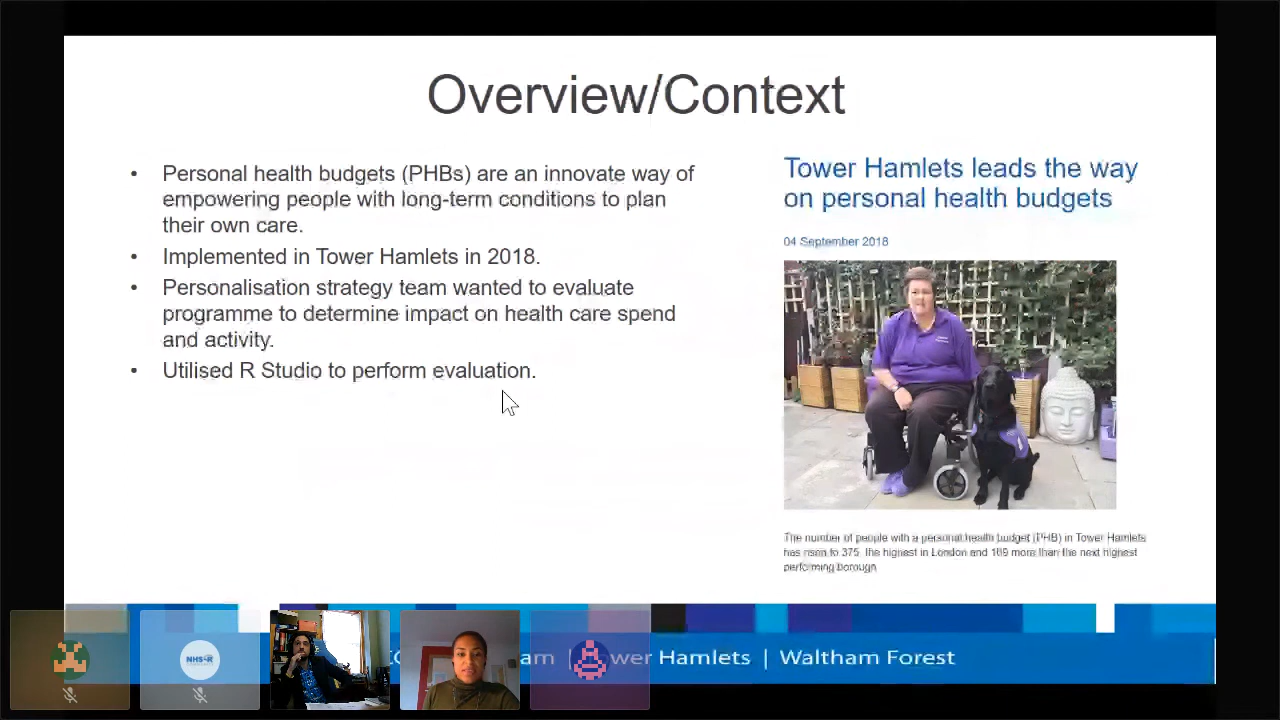 Overview/Context
• Personal health budgets (PHBs) are an innovate way of
empowering people with long-term conditions to plan
their own care.
• Implemented in Tower Hamlets in 2018.
• Personalisation strategy team wanted to evaluate
programme to determine impact on health care spend
and activity.
• Utilised R Studio to perform evaluation.
Tower Hamlets leads the way
on personal health budgets
04 September 2018
The number of people with a personal health budget (PHB) in Tower Hamlets
has risen to 375, the highest in London and 169 more than the next highest
performing borough
NHS-R
Hamlets | Waltham Forest